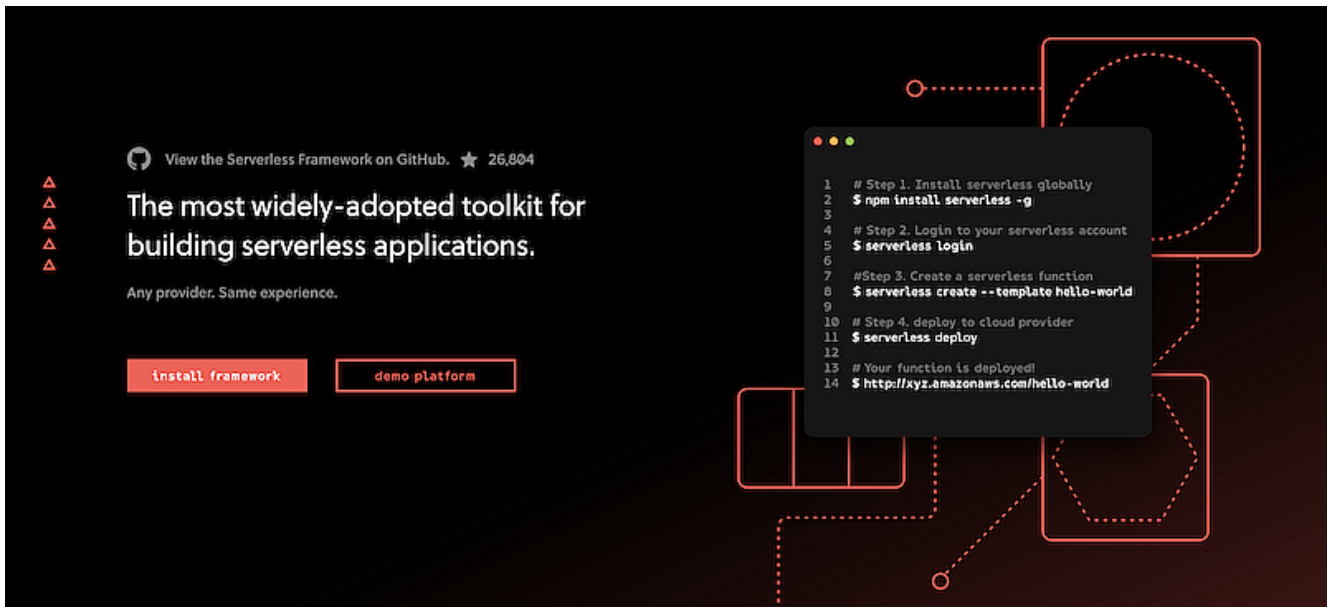 View the Serverless Framework on GitHub. 26,804
The most widely-adopted toolkit for
building serverless applications.
Any provider. Same experience.
install framework
demo platform
1 # Step 1. Install serverless globally
2 $ npm install serverless -g
3
4 # Step 2. Login to your serverless account
5 $ serverless login
6
7 #Step 3. Create a serverless function
8 $ serverless create --template hello-world
9
10 # Step 4. deploy to cloud provider
11 $ serverless deploy
12
13 # Your function is deployed!
14 $ http://xyz.amazonaws.com/hello-world